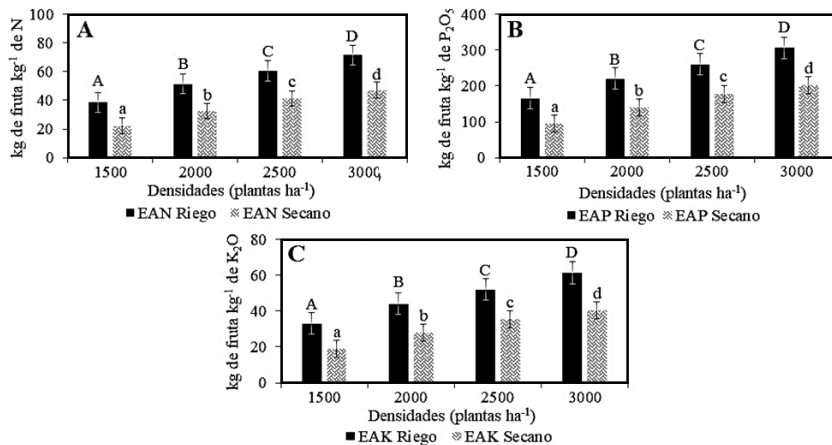 A
kg de fruta kg⁻¹ de N
100
80
60
40
20
0
A
a
B
b
C
c
D
d
1500
2000
2500
3000
Densidades (plantas ha⁻¹)
EAN Riego
EAN Secano
B
kg de fruta kg⁻¹ de P₂O₅
400
300
200
100
0
A
a
B
b
C
c
D
d
1500
2000
2500
3000
Densidades (plantas ha⁻¹)
EAP Riego
EAP Secano
C
kg de fruta kg⁻¹ de K₂O
80
60
40
20
0
A
a
B
b
C
c
D
d
1500
2000
2500
3000
Densidades (plantas ha⁻¹)
EAK Riego
EAK Secano